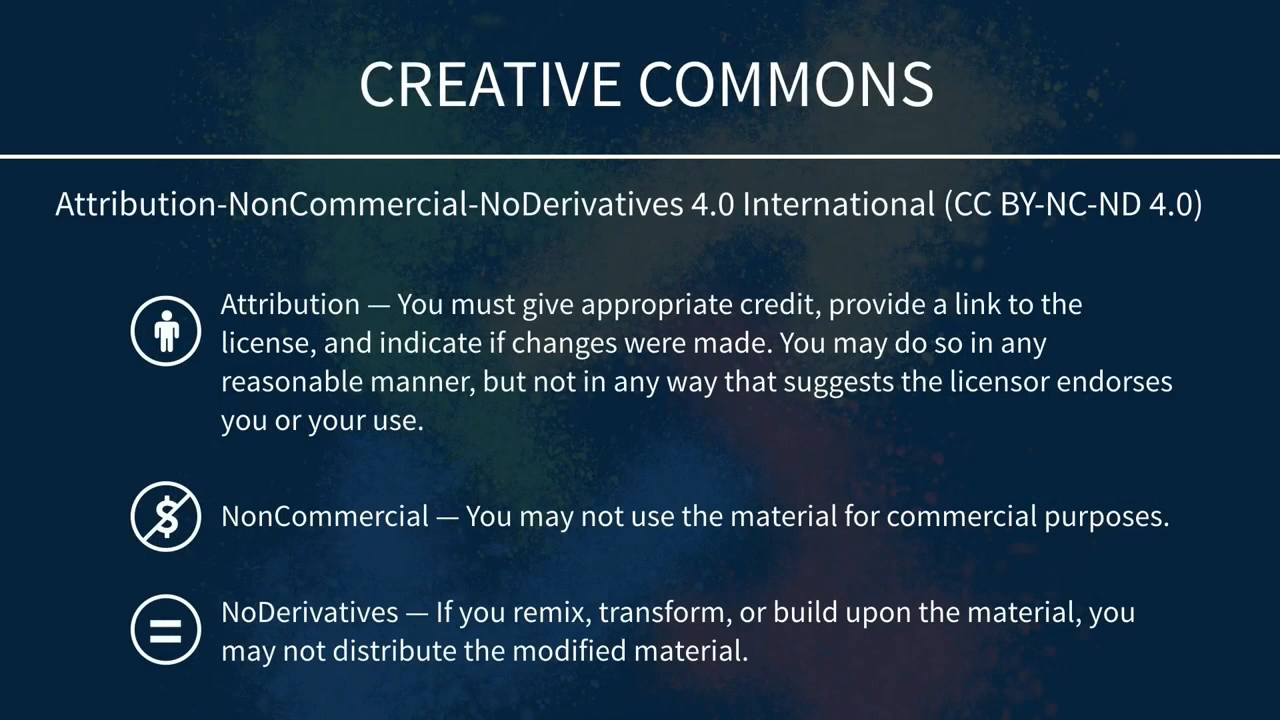 CREATIVE COMMONS
Attribution-NonCommercial-NoDerivatives 4.0 International (CC BY-NC-ND 4.0)
Attribution — You must give appropriate credit, provide a link to the
license, and indicate if changes were made. You may do so in any
reasonable manner, but not in any way that suggests the licensor endorses
you or your use.
NonCommercial — You may not use the material for commercial purposes.
NoDerivatives — If you remix, transform, or build upon the material, you
may not distribute the modified material.